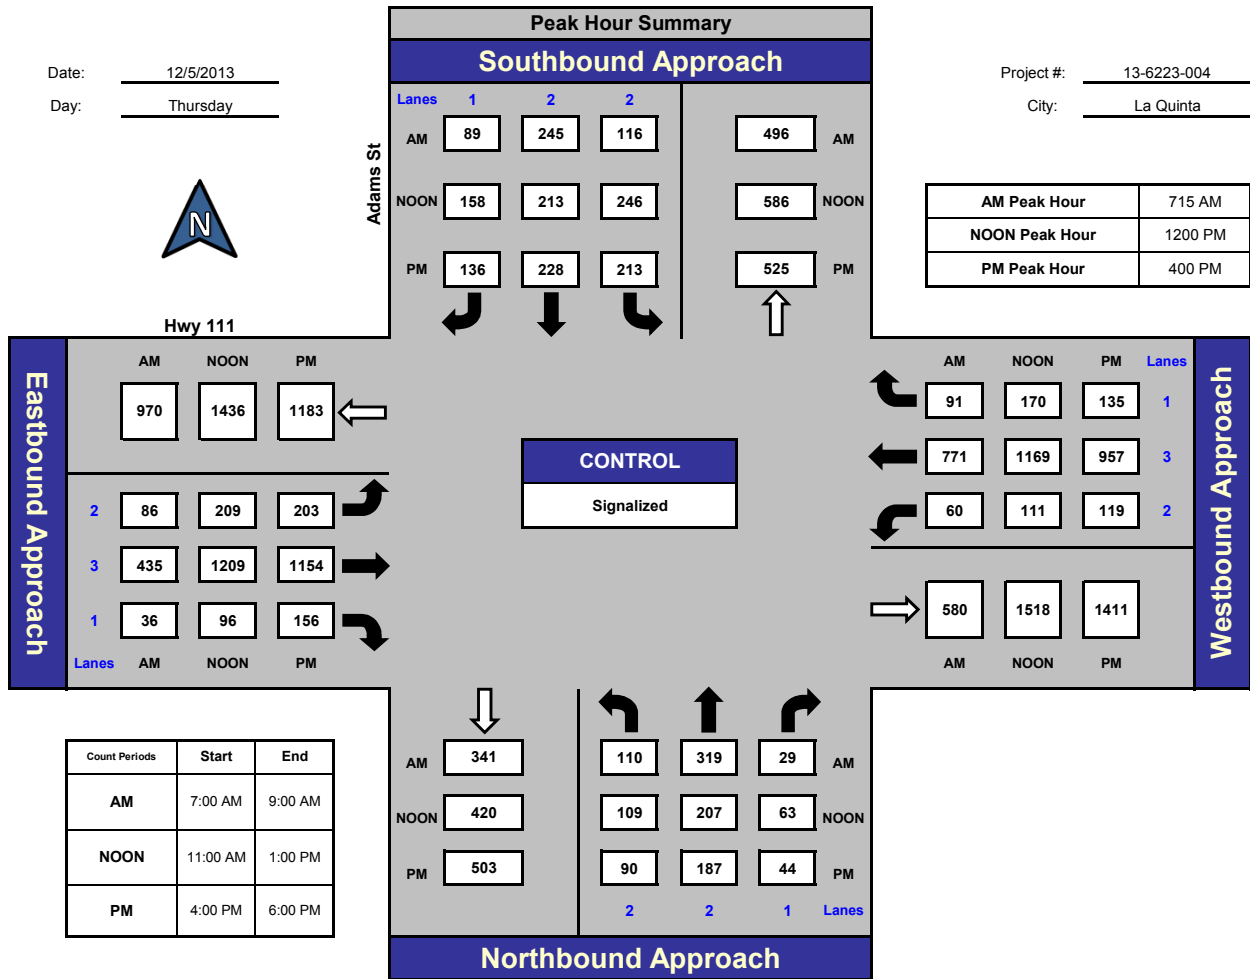 Peak Hour Summary
Southbound Approach
Date: 12/5/2013
Day: Thursday
Project #: 13-6223-004
City: La Quinta
Lanes 1 2 2
AM 89 245 116 496 AM
NOON 158 213 246 586 NOON
PM 136 228 213 525 PM
Adams St
N
AM Peak Hour 715 AM
NOON Peak Hour 1200 PM
PM Peak Hour 400 PM
Hwy 111
Eastbound Approach
AM NOON PM
970 1436 1183
2 86 209 203
3 435 1209 1154
1 36 96 156
Lanes AM NOON PM
CONTROL
Signalized
AM NOON PM Lanes
91 170 135 1
771 1169 957 3
60 111 119 2
580 1518 1411
AM NOON PM
Westbound Approach
Count Periods Start End
AM 7:00 AM 9:00 AM
NOON 11:00 AM 1:00 PM
PM 4:00 PM 6:00 PM
AM 341 110 319 29 AM
NOON 420 109 207 63 NOON
PM 503 90 187 44 PM
2 2 1 Lanes
Northbound Approach